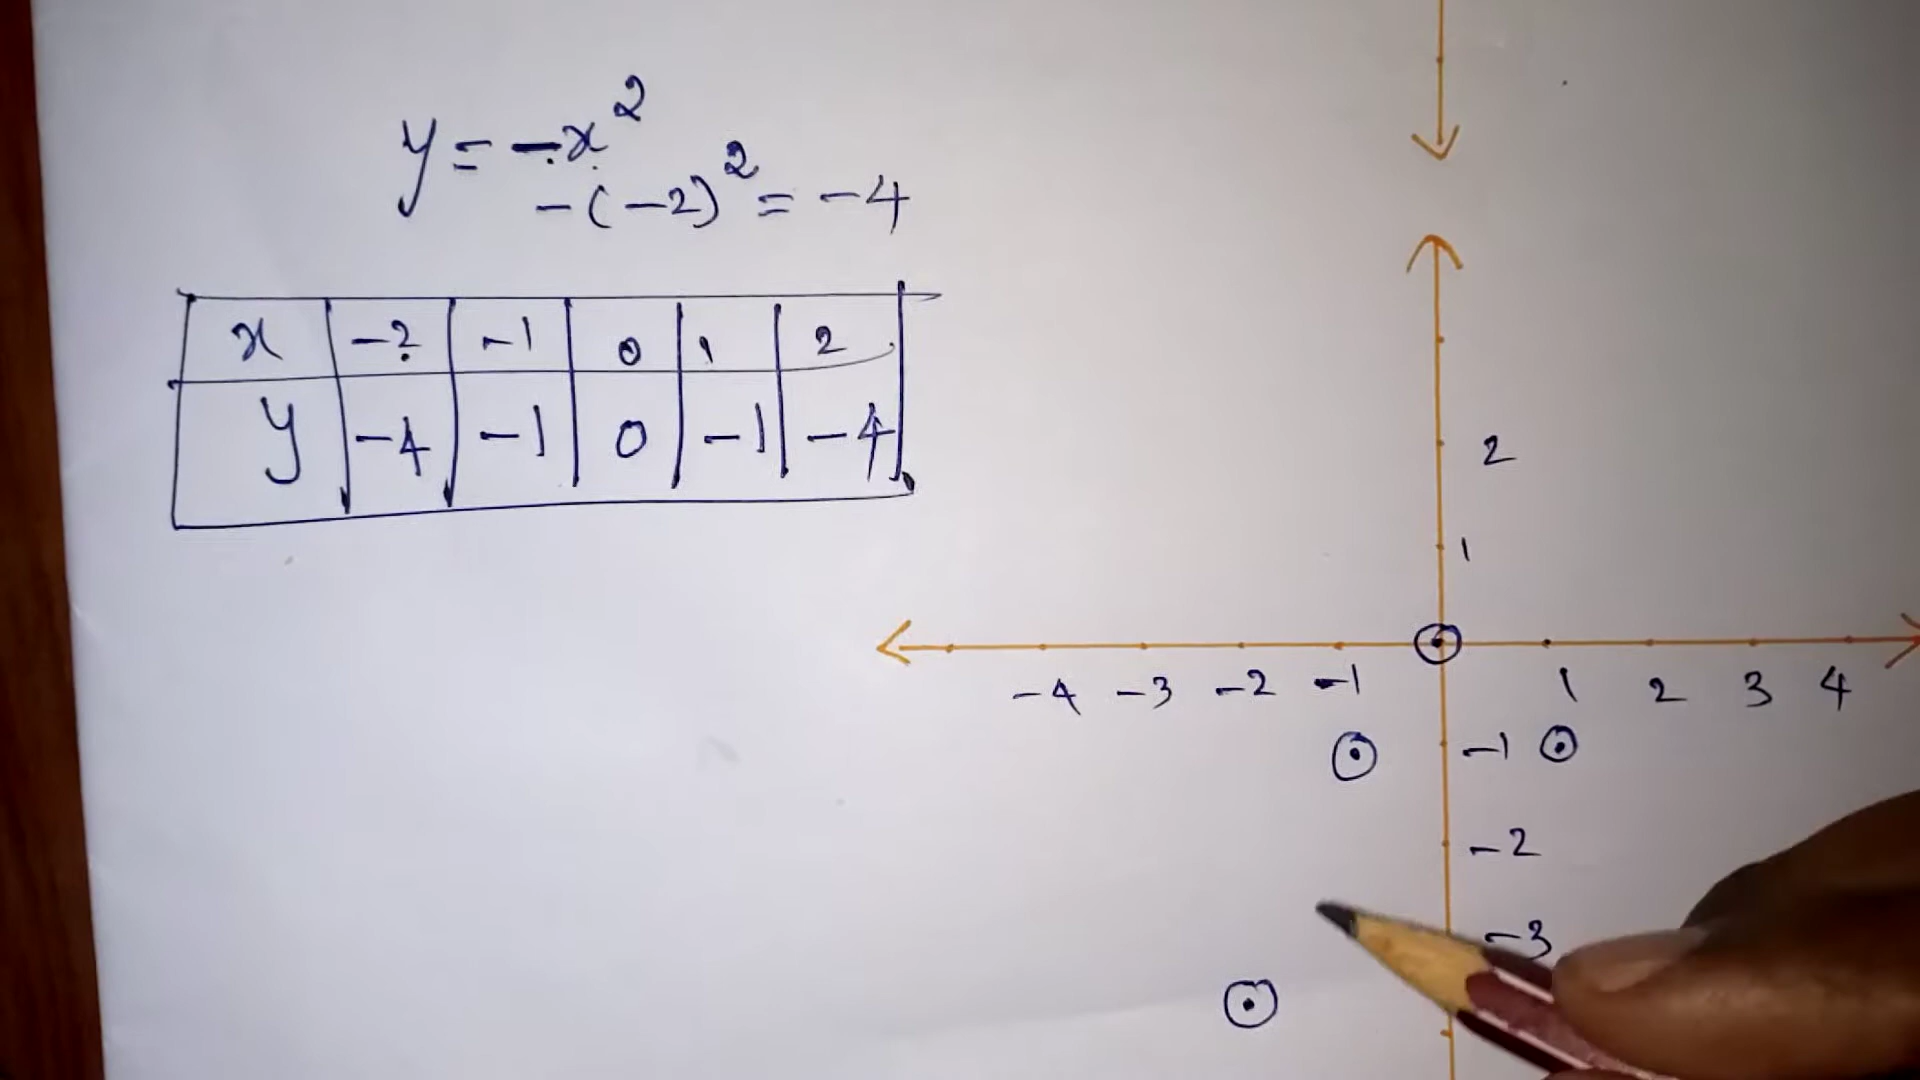 y = -x²
-(-2)² = -4
x -2 -1 0 1 2
y -4 -1 0 -1 -4
2
1
-4 -3 -2 -1 1 2 3 4
-1
-2
-3